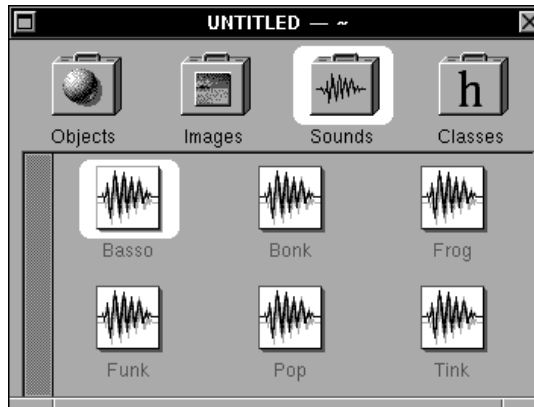 UNTITLED — ~
Objects Images Sounds Classes
h
Basso Bonk Frog
Funk Pop Tink